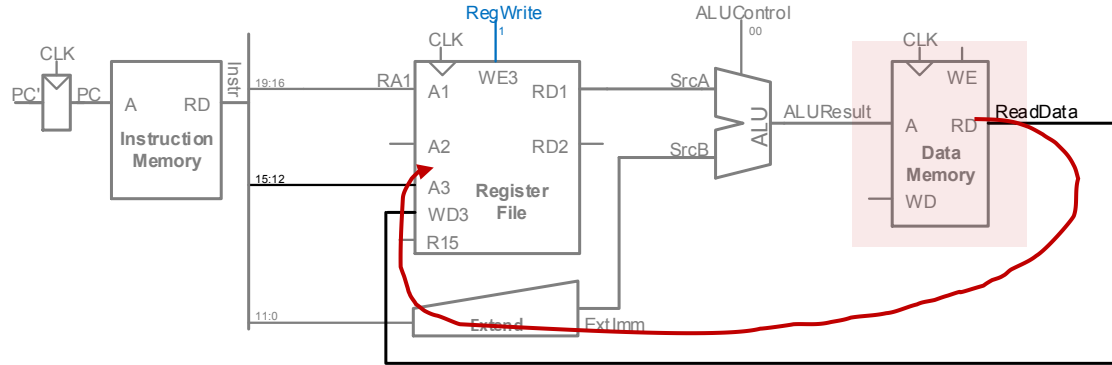 RegWrite
1
ALUControl
00
CLK
CLK
CLK
PC'
PC
A
RD
Instruction
Memory
Instr
19:16
RA1
A1
WE3
RD1
A2
RD2
15:12
A3
WD3
Register
File
R15
SrcA
SrcB
ALU
ALUResult
WE
A
RD
ReadData
Data
Memory
WD
11:0
Extend
ExtImm